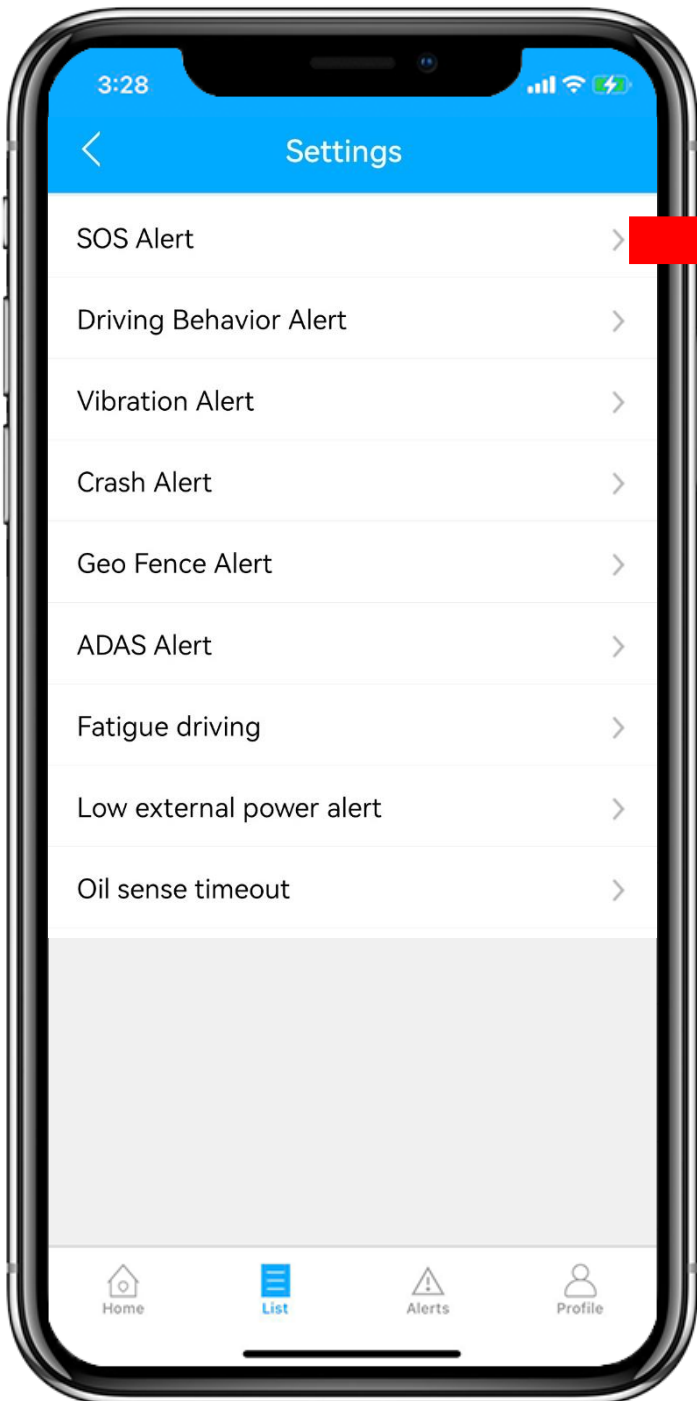 3:28
Settings
SOS Alert
Driving Behavior Alert
Vibration Alert
Crash Alert
Geo Fence Alert
ADAS Alert
Fatigue driving
Low external power alert
Oil sense timeout
Home List Alerts Profile